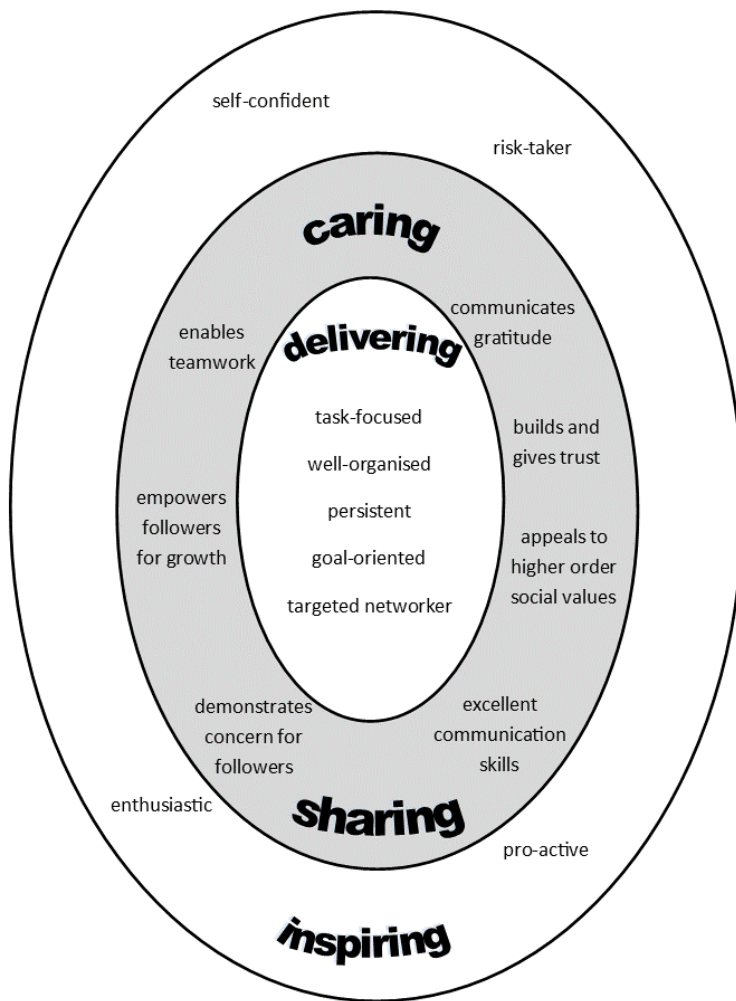 self-confident
risk-taker
caring
communicates
gratitude
enables
teamwork
delivering
task-focused
well-organised
persistent
goal-oriented
targeted networker
builds and
gives trust
empowers
followers
for growth
appeals to
higher order
social values
demonstrates
concern for
followers
excellent
communication
skills
enthusiastic
sharing
pro-active
inspiring